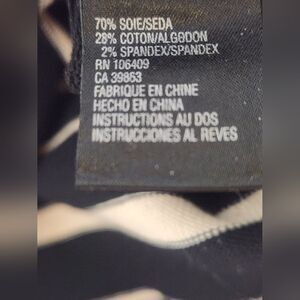 70% SOIE/SEDA
28% COTON/ALGODON
2% SPANDEX/SPANDEX
RN 106409
CA 39863
FABRIQUE EN CHINE
HECHO EN CHINA
INSTRUCTIONS AU DOS
INSTRUCCIONES AL REVES